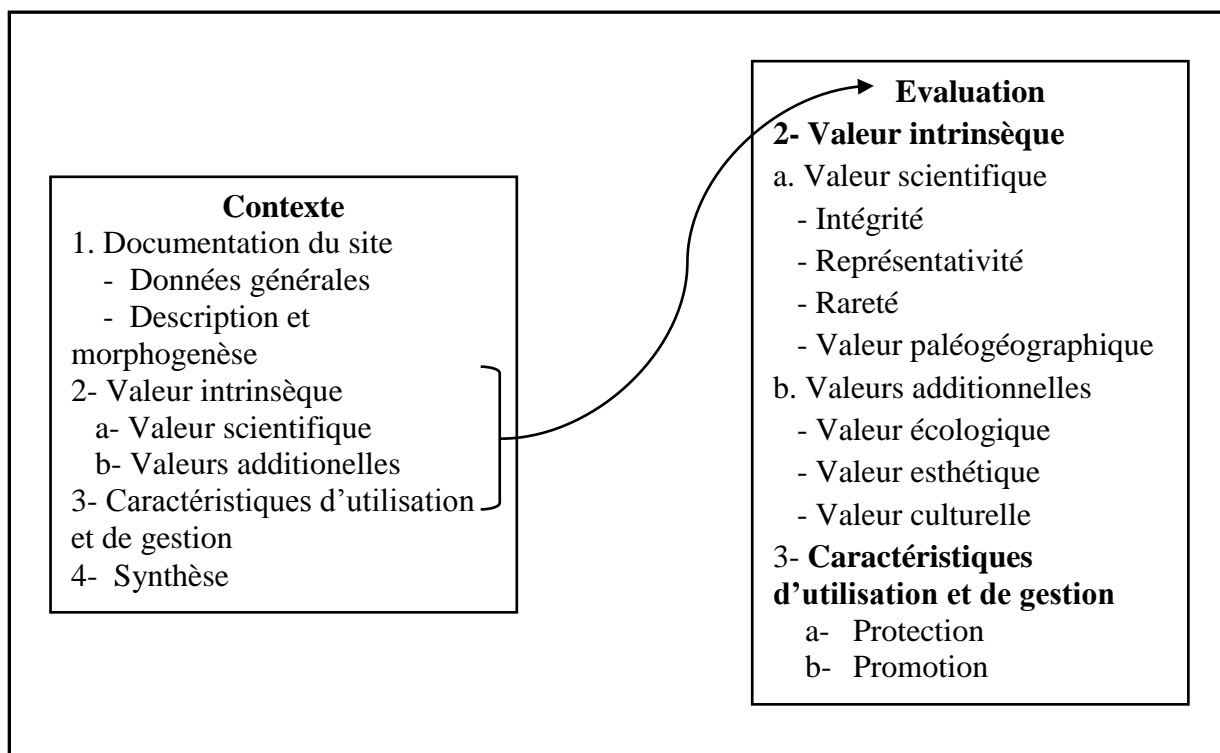 Contexte
1. Documentation du site
- Données générales
- Description et
morphogenèse
2- Valeur intrinsèque
a- Valeur scientifique
b- Valeurs additionelles
3- Caractéristiques d’utilisation
et de gestion
4- Synthèse
Evaluation
2- Valeur intrinsèque
a. Valeur scientifique
- Intégrité
- Représentativité
- Rareté
- Valeur paléogéographique
b. Valeurs additionnelles
- Valeur écologique
- Valeur esthétique
- Valeur culturelle
3- Caractéristiques
d’utilisation et de gestion
a- Protection
b- Promotion